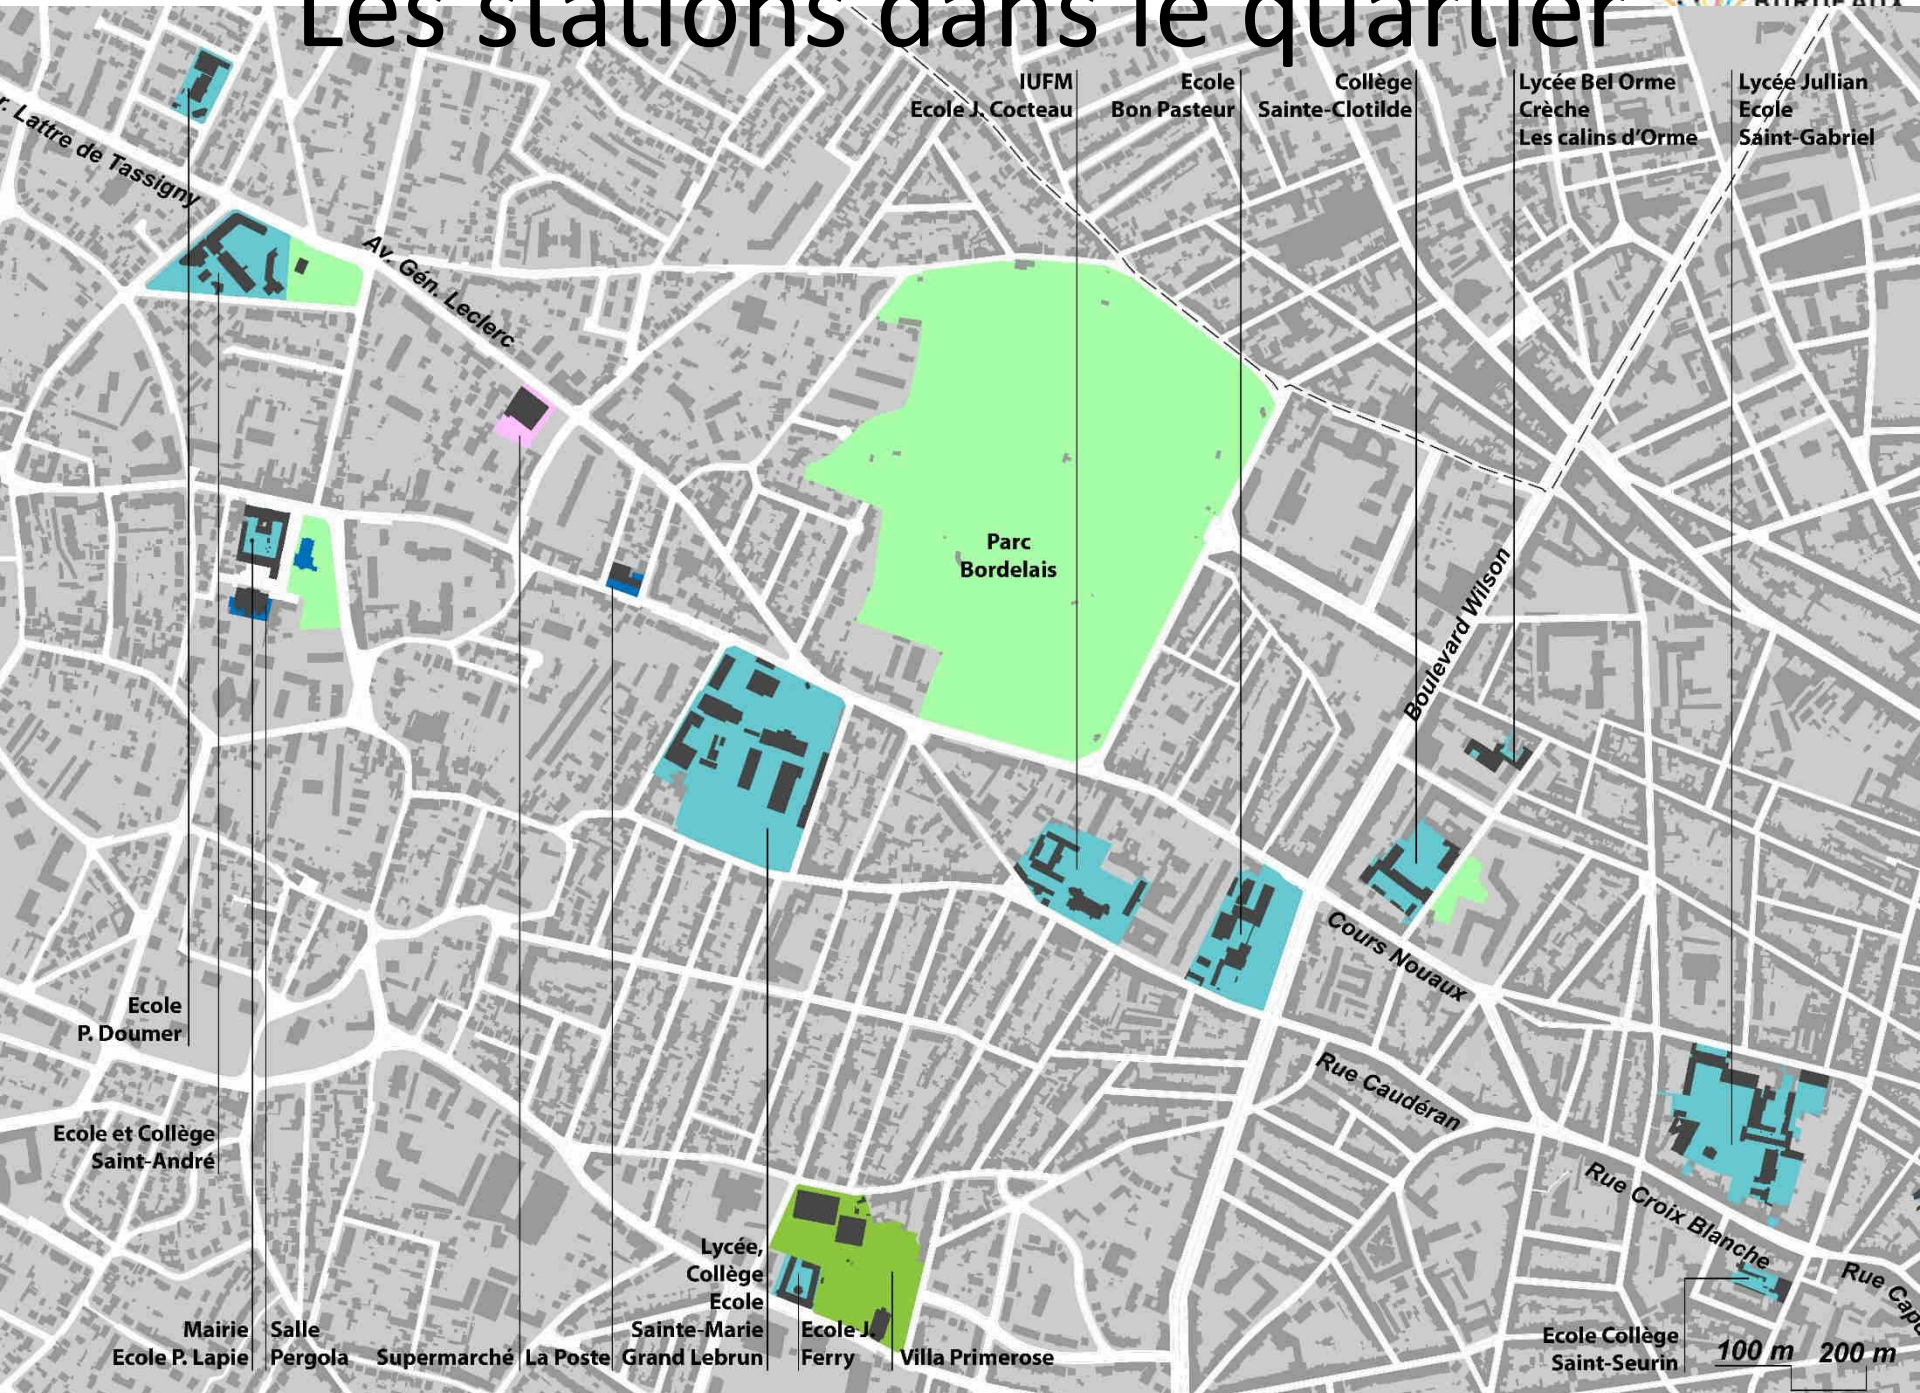 Les stations dans le quartier
BORDEAUX
IUFM
Ecole J. Cocteau
Ecole
Bon Pasteur
Collège
Sainte-Clotilde
Lycée Bel Orme
Crèche
Les calins d'Orme
Lycée Jullian
Ecole
Saint-Gabriel
r. Lattre de Tassigny
Av. Gén. Leclerc
Parc
Bordelais
Boulevard Wilson
Cours Nouaux
Ecole
P. Doumer
Rue Caudéran
Ecole et Collège
Saint-André
Rue Croix Blanche
Rue Cap
Lycée,
Collège
Ecole
Sainte-Marie
Grand Lebrun
Mairie
Ecole P. Lapie
Salle
Pergola
Supermarché
La Poste
Ecole J.
Ferry
Villa Primerose
Ecole Collège
Saint-Seurin
100 m 200 m